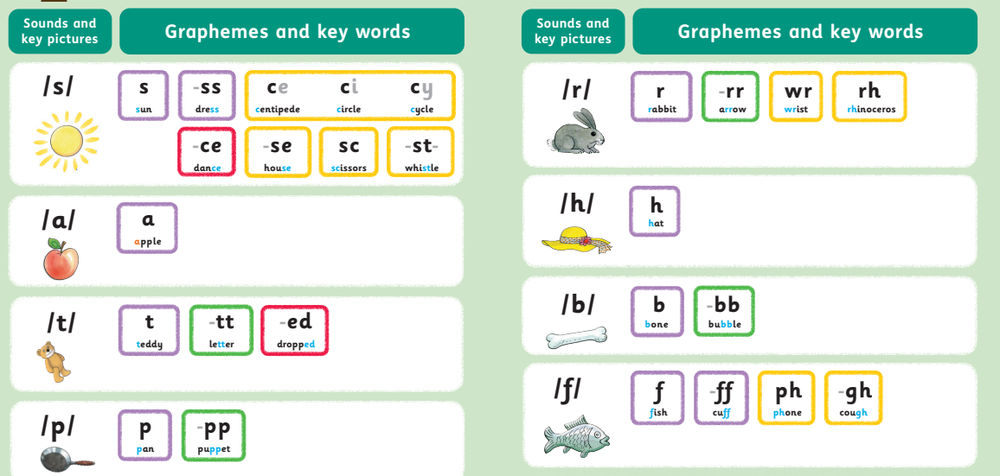 Sounds and
key pictures
Graphemes and key words
/s/
s
sun
-ss
dress
ce ci cy
centipede circle cycle
-ce
dance
-se
house
sc
scissors
-st-
whistle
/a/
a
apple
/t/
t
teddy
-tt
letter
-ed
dropped
/p/
p
pan
-pp
puppet
Sounds and
key pictures
Graphemes and key words
/r/
r
rabbit
-rr
arrow
wr
wrist
rh
rhinoceros
/h/
h
hat
/b/
b
bone
-bb
bubble
/f/
f
fish
-ff
cuff
ph
phone
-gh
cough